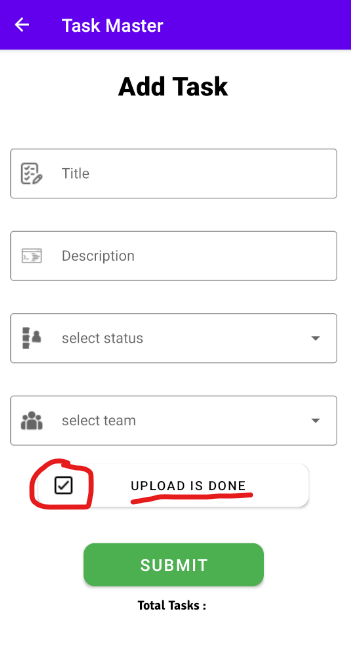 Task Master
Add Task
Title
Description
select status
select team
UPLOAD IS DONE
SUBMIT
Total Tasks :